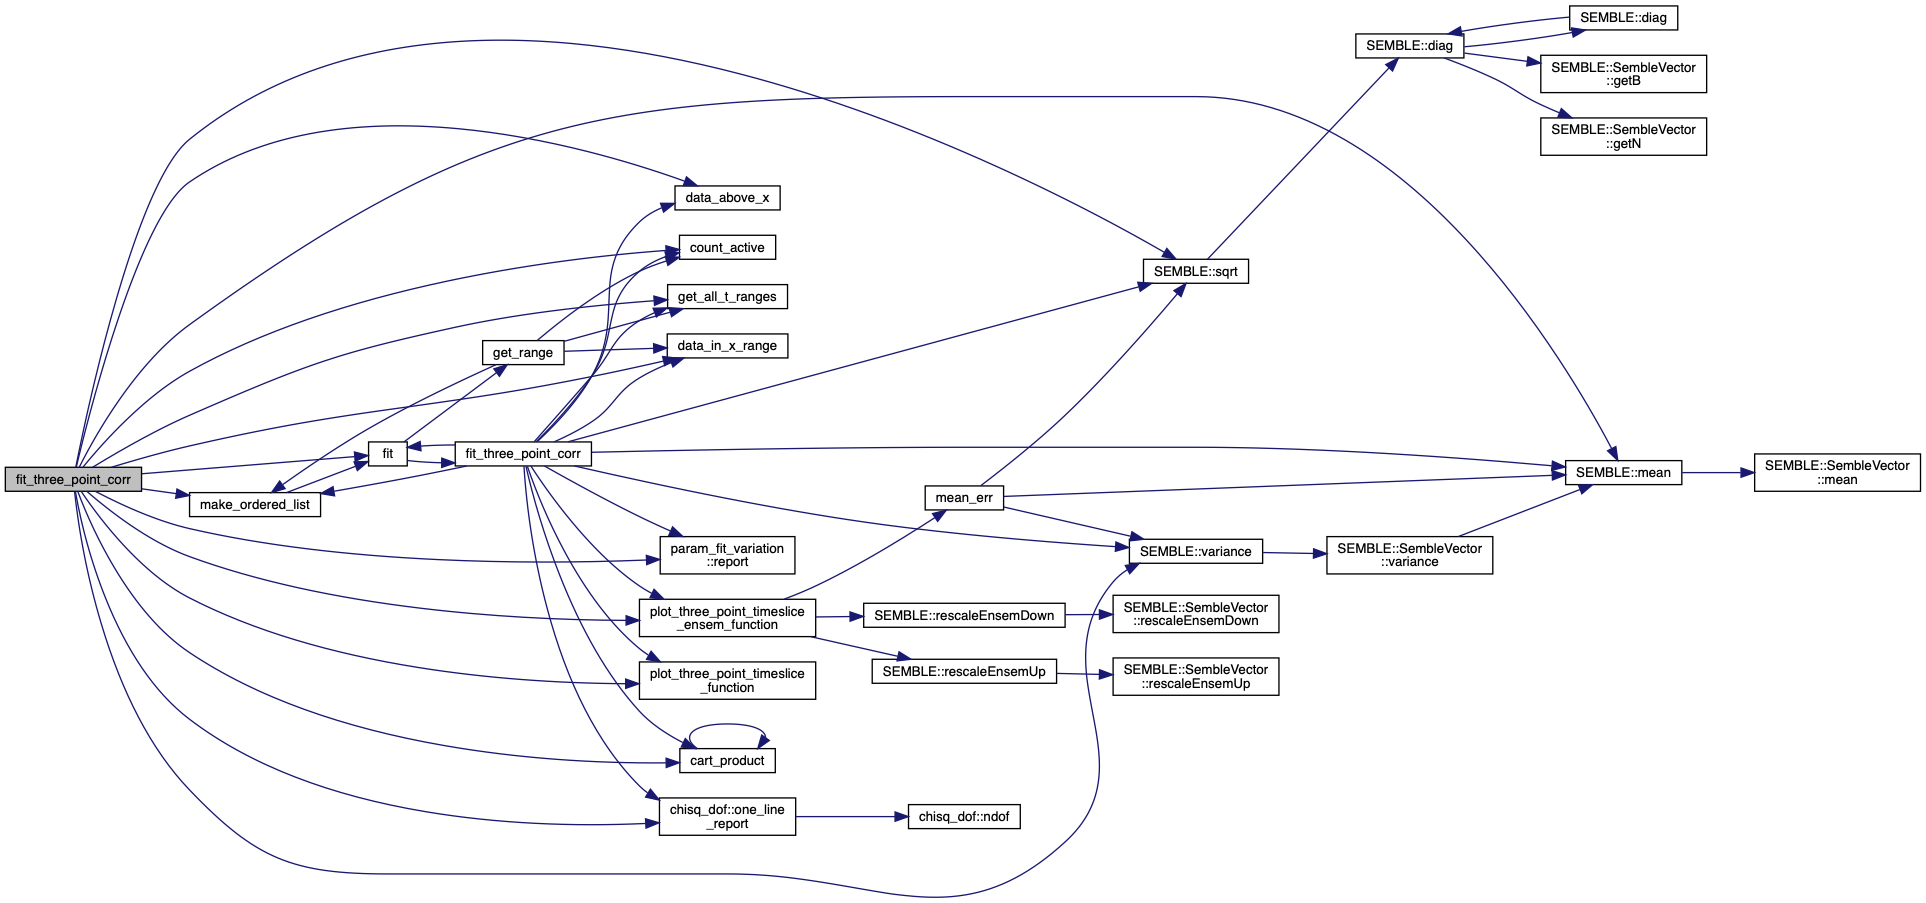 fit_three_point_corr
make_ordered_list
fit
get_range
fit_three_point_corr
data_above_x
count_active
get_all_t_ranges
data_in_x_range
param_fit_variation
::report
plot_three_point_timeslice
_ensem_function
plot_three_point_timeslice
_function
cart_product
chisq_dof::one_line
_report
chisq_dof::ndof
mean_err
SEMBLE::rescaleEnsemDown
SEMBLE::rescaleEnsemUp
SEMBLE::sqrt
SEMBLE::variance
SEMBLE::SembleVector
::rescaleEnsemDown
SEMBLE::SembleVector
::rescaleEnsemUp
SEMBLE::diag
SEMBLE::SembleVector
::variance
SEMBLE::diag
SEMBLE::SembleVector
::getB
SEMBLE::SembleVector
::getN
SEMBLE::mean
SEMBLE::SembleVector
::mean